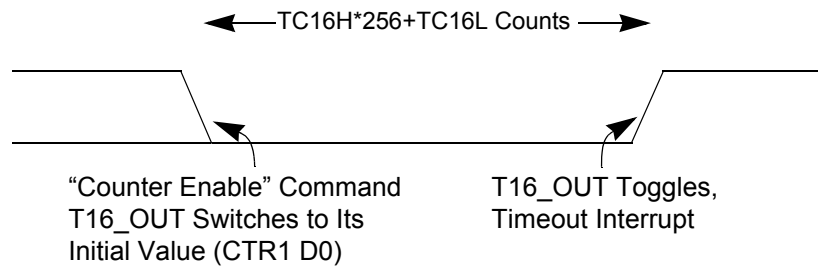 TC16H*256+TC16L Counts
“Counter Enable” Command
T16_OUT Switches to Its
Initial Value (CTR1 D0)
T16_OUT Toggles,
Timeout Interrupt